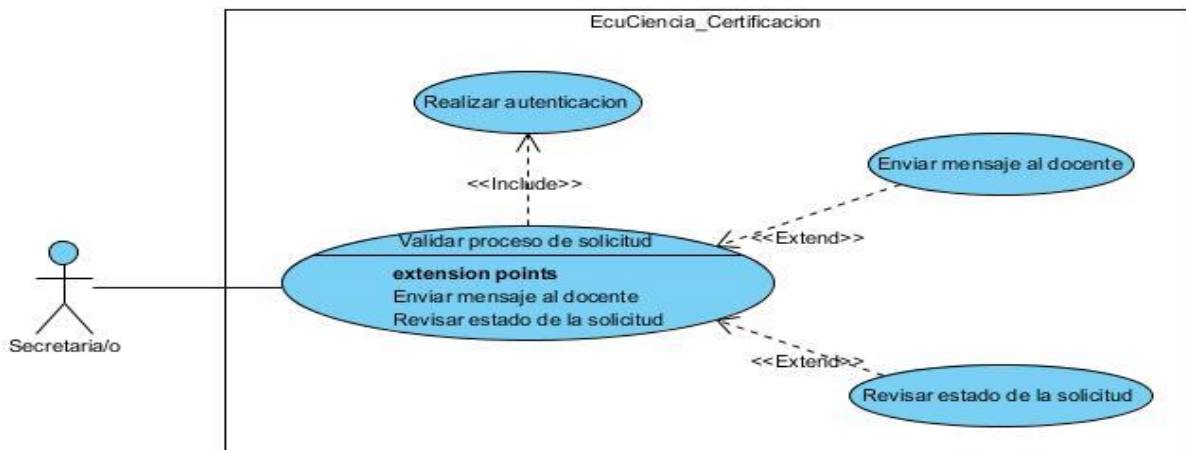 EcuCiencia_Certificacion
Realizar autenticacion
Enviar mensaje al docente
<<Include>>
Validar proceso de solicitud
<<Extend>>
extension points
Enviar mensaje al docente
Revisar estado de la solicitud
Secretaria/o
<<Extend>>
Revisar estado de la solicitud